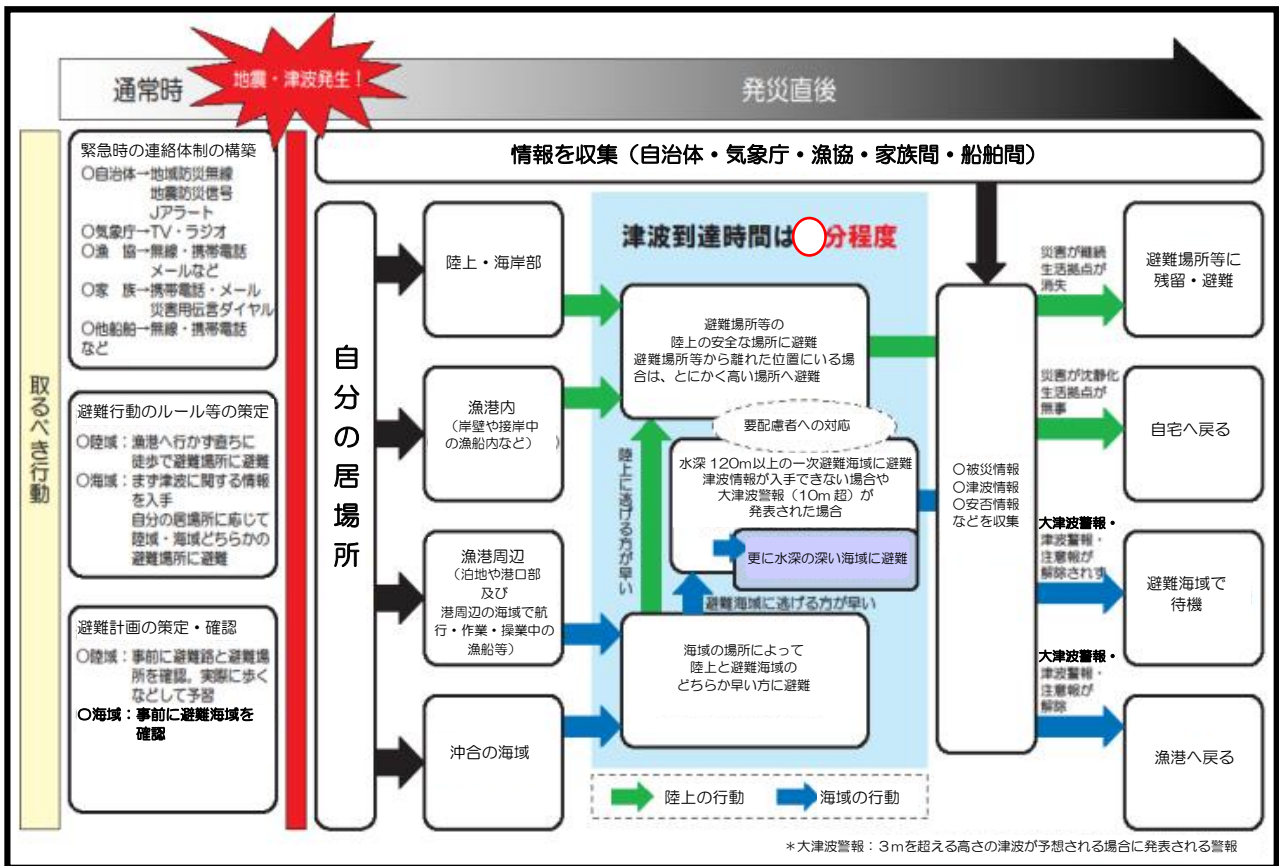 通常時
地震・津波発生！
発災直後
取るべき行動
緊急時の連絡体制の構築
○自治体→地域防災無線
地震防災信号
Jアラート
○気象庁→TV・ラジオ
○漁　協→無線・携帯電話
メールなど
○家　族→携帯電話・メール
災害用伝言ダイヤル
○他船舶→無線・携帯電話
など
避難行動のルール等の策定
○陸域：漁港へ行かず直ちに
徒歩で避難場所に避難
○海域：まず津波に関する情報
を入手
自分の居場所に応じて
陸域・海域どちらかの
避難場所に避難
避難計画の策定・確認
○陸域：事前に避難路と避難場
所を確認。実際に歩く
などして予習
○海域：事前に避難海域を
確認
情報を収集（自治体・気象庁・漁協・家族間・船舶間）
自分の居場所
陸上・海岸部
漁港内
（岸壁や接岸中
の漁船内など）
）
漁港周辺
（泊地や港口部
及び
港周辺の海域で航
行・作業・操業中の
漁船等）
沖合の海域
津波到達時間は○分程度
避難場所等の
陸上の安全な場所に避難
避難場所等から離れた位置にいる場
合は、とにかく高い場所へ避難
要配慮者への対応
水深 120m以上の一次避難海域に避難
津波情報が入手できない場合や
大津波警報（10m 超）が
発表された場合
更に水深の深い海域に避難
陸上に逃げる方が早い
避難海域に逃げる方が早い
海域の場所によって
陸上と避難海域の
どちらか早い方に避難
陸上の行動
海域の行動
○被災情報
○津波情報
○安否情報
などを収集
災害が継続
生活拠点が
消失
避難場所等に
残留・避難
災害が沈静化
生活拠点が
無事
自宅へ戻る
大津波警報・
津波警報・
注意報が
解除されず
避難海域で
待機
大津波警報・
津波警報・
注意報が
解除
漁港へ戻る
＊大津波警報：３ｍを超える高さの津波が予想される場合に発表される警報